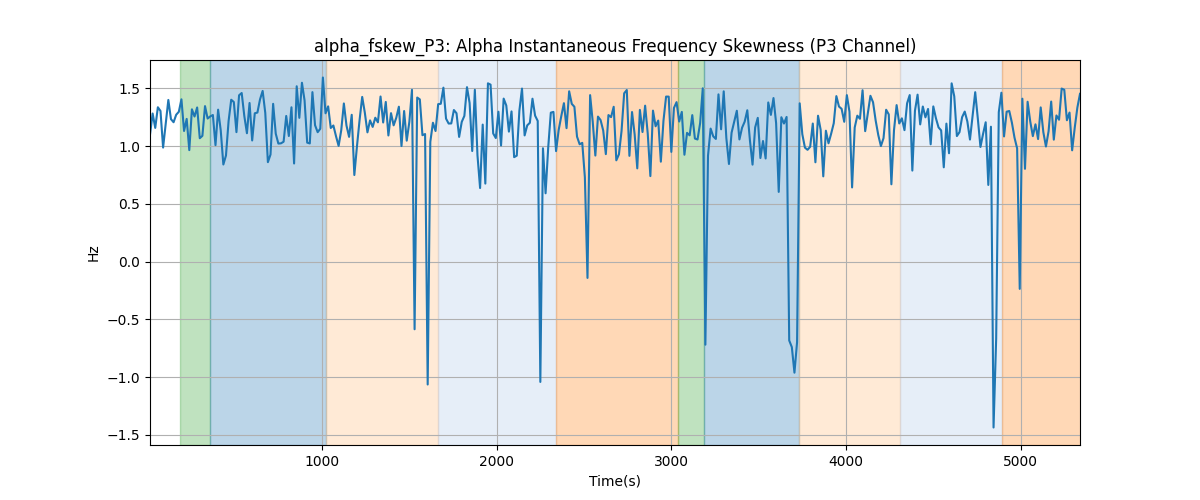 alpha_fskew_P3: Alpha Instantaneous Frequency Skewness (P3 Channel)
1.5
1.0
0.5
0.0
−0.5
−1.0
−1.5
Hz
1000 2000 3000 4000 5000
Time(s)